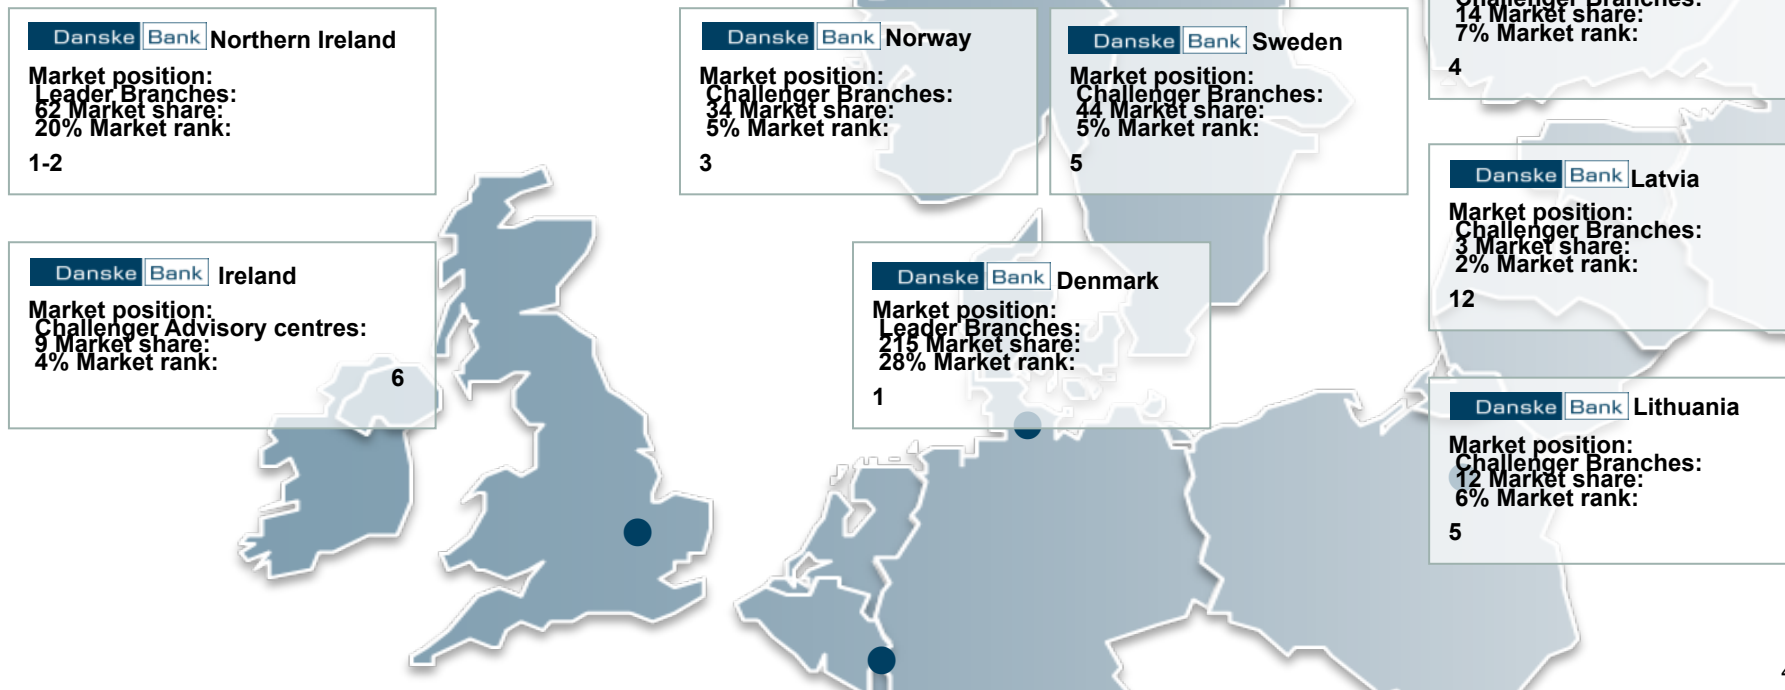 Danske Bank Northern Ireland
Market position:
Leader Branches:
62 Market share:
20% Market rank:
1-2
Danske Bank Norway
Market position:
Challenger Branches:
34 Market share:
5% Market rank:
3
Danske Bank Sweden
Market position:
Challenger Branches:
44 Market share:
5% Market rank:
5
Challenger Branches:
14 Market share:
7% Market rank:
4
Danske Bank Latvia
Market position:
Challenger Branches:
3 Market share:
2% Market rank:
12
Danske Bank Ireland
Market position:
Challenger Advisory centres:
9 Market share:
4% Market rank:
6
Danske Bank Denmark
Market position:
Leader Branches:
215 Market share:
28% Market rank:
1
Danske Bank Lithuania
Market position:
Challenger Branches:
12 Market share:
6% Market rank:
5